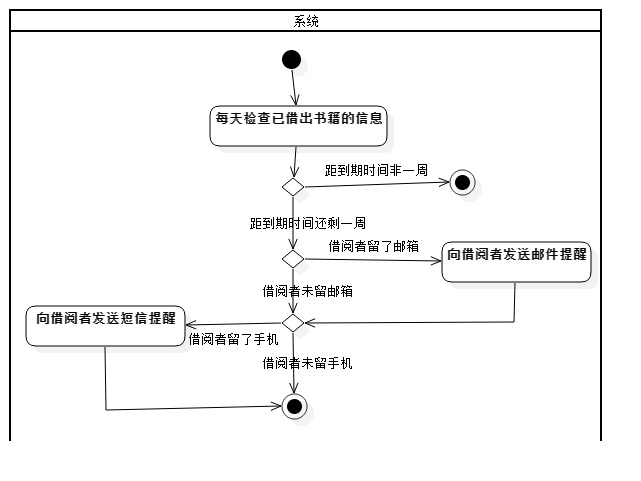 系统
每天检查已借出书籍的信息
距到期时间非一周
距到期时间还剩一周
借阅者留了邮箱
向借阅者发送邮件提醒
借阅者未留邮箱
向借阅者发送短信提醒
借阅者留了手机
借阅者未留手机